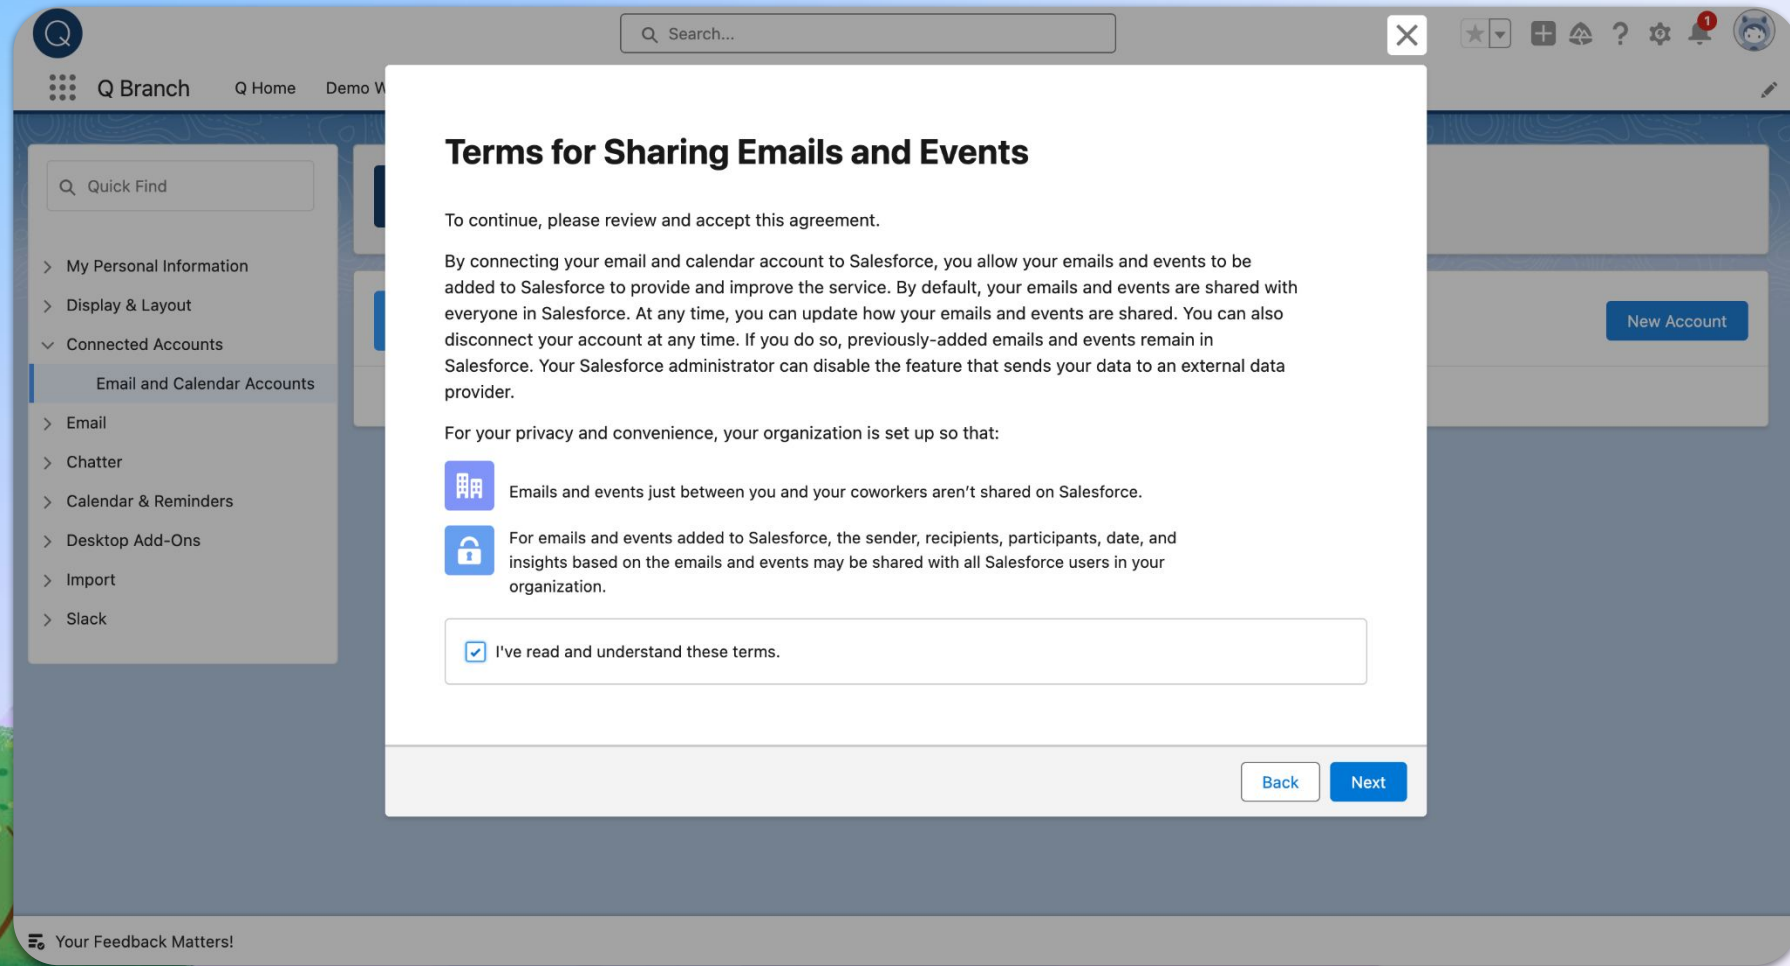 Q
Search...
1
Q Branch
Q Home
Demo W
Quick Find
My Personal Information
Display & Layout
Connected Accounts
Email and Calendar Accounts
Email
Chatter
Calendar & Reminders
Desktop Add-Ons
Import
Slack
New Account
Terms for Sharing Emails and Events
To continue, please review and accept this agreement.
By connecting your email and calendar account to Salesforce, you allow your emails and events to be
added to Salesforce to provide and improve the service. By default, your emails and events are shared with
everyone in Salesforce. At any time, you can update how your emails and events are shared. You can also
disconnect your account at any time. If you do so, previously-added emails and events remain in
Salesforce. Your Salesforce administrator can disable the feature that sends your data to an external data
provider.
For your privacy and convenience, your organization is set up so that:
Emails and events just between you and your coworkers aren’t shared on Salesforce.
For emails and events added to Salesforce, the sender, recipients, participants, date, and
insights based on the emails and events may be shared with all Salesforce users in your
organization.
I've read and understand these terms.
Back
Next
Your Feedback Matters!